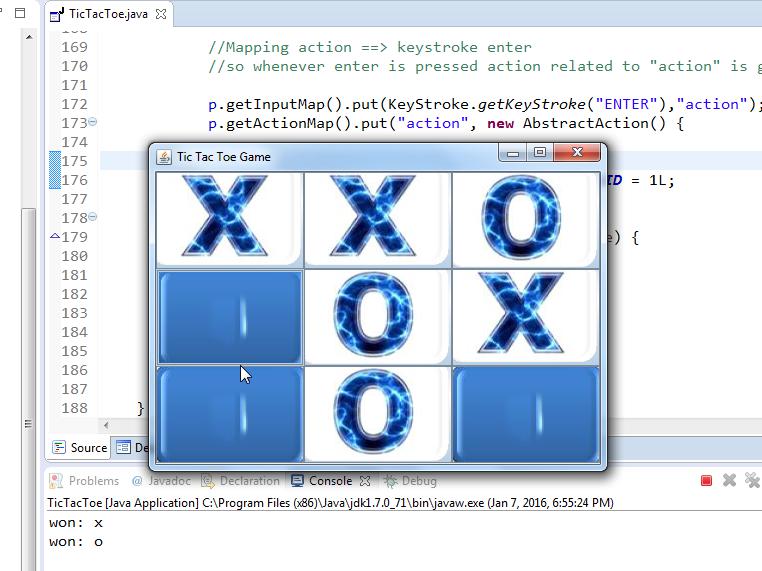 TicTacToe.java
169 //Mapping action ==> keystroke enter
170 //so whenever enter is pressed action related to "action" is g
171
172 p.getInputMap().put(KeyStroke.getKeyStroke("ENTER"),"action");
173 p.getActionMap().put("action", new AbstractAction() {
174
Tic Tac Toe Game
175
176 ID = 1L;
177
178
179 ) {
180
181
182
183
184
185
186
187
188 }
X X O
O X
O
Source
Problems @ Javadoc Declaration Console Debug
TicTacToe [Java Application] C:\Program Files (x86)\Java\jdk1.7.0_71\bin\javaw.exe (Jan 7, 2016, 6:55:24 PM)
won: x
won: o